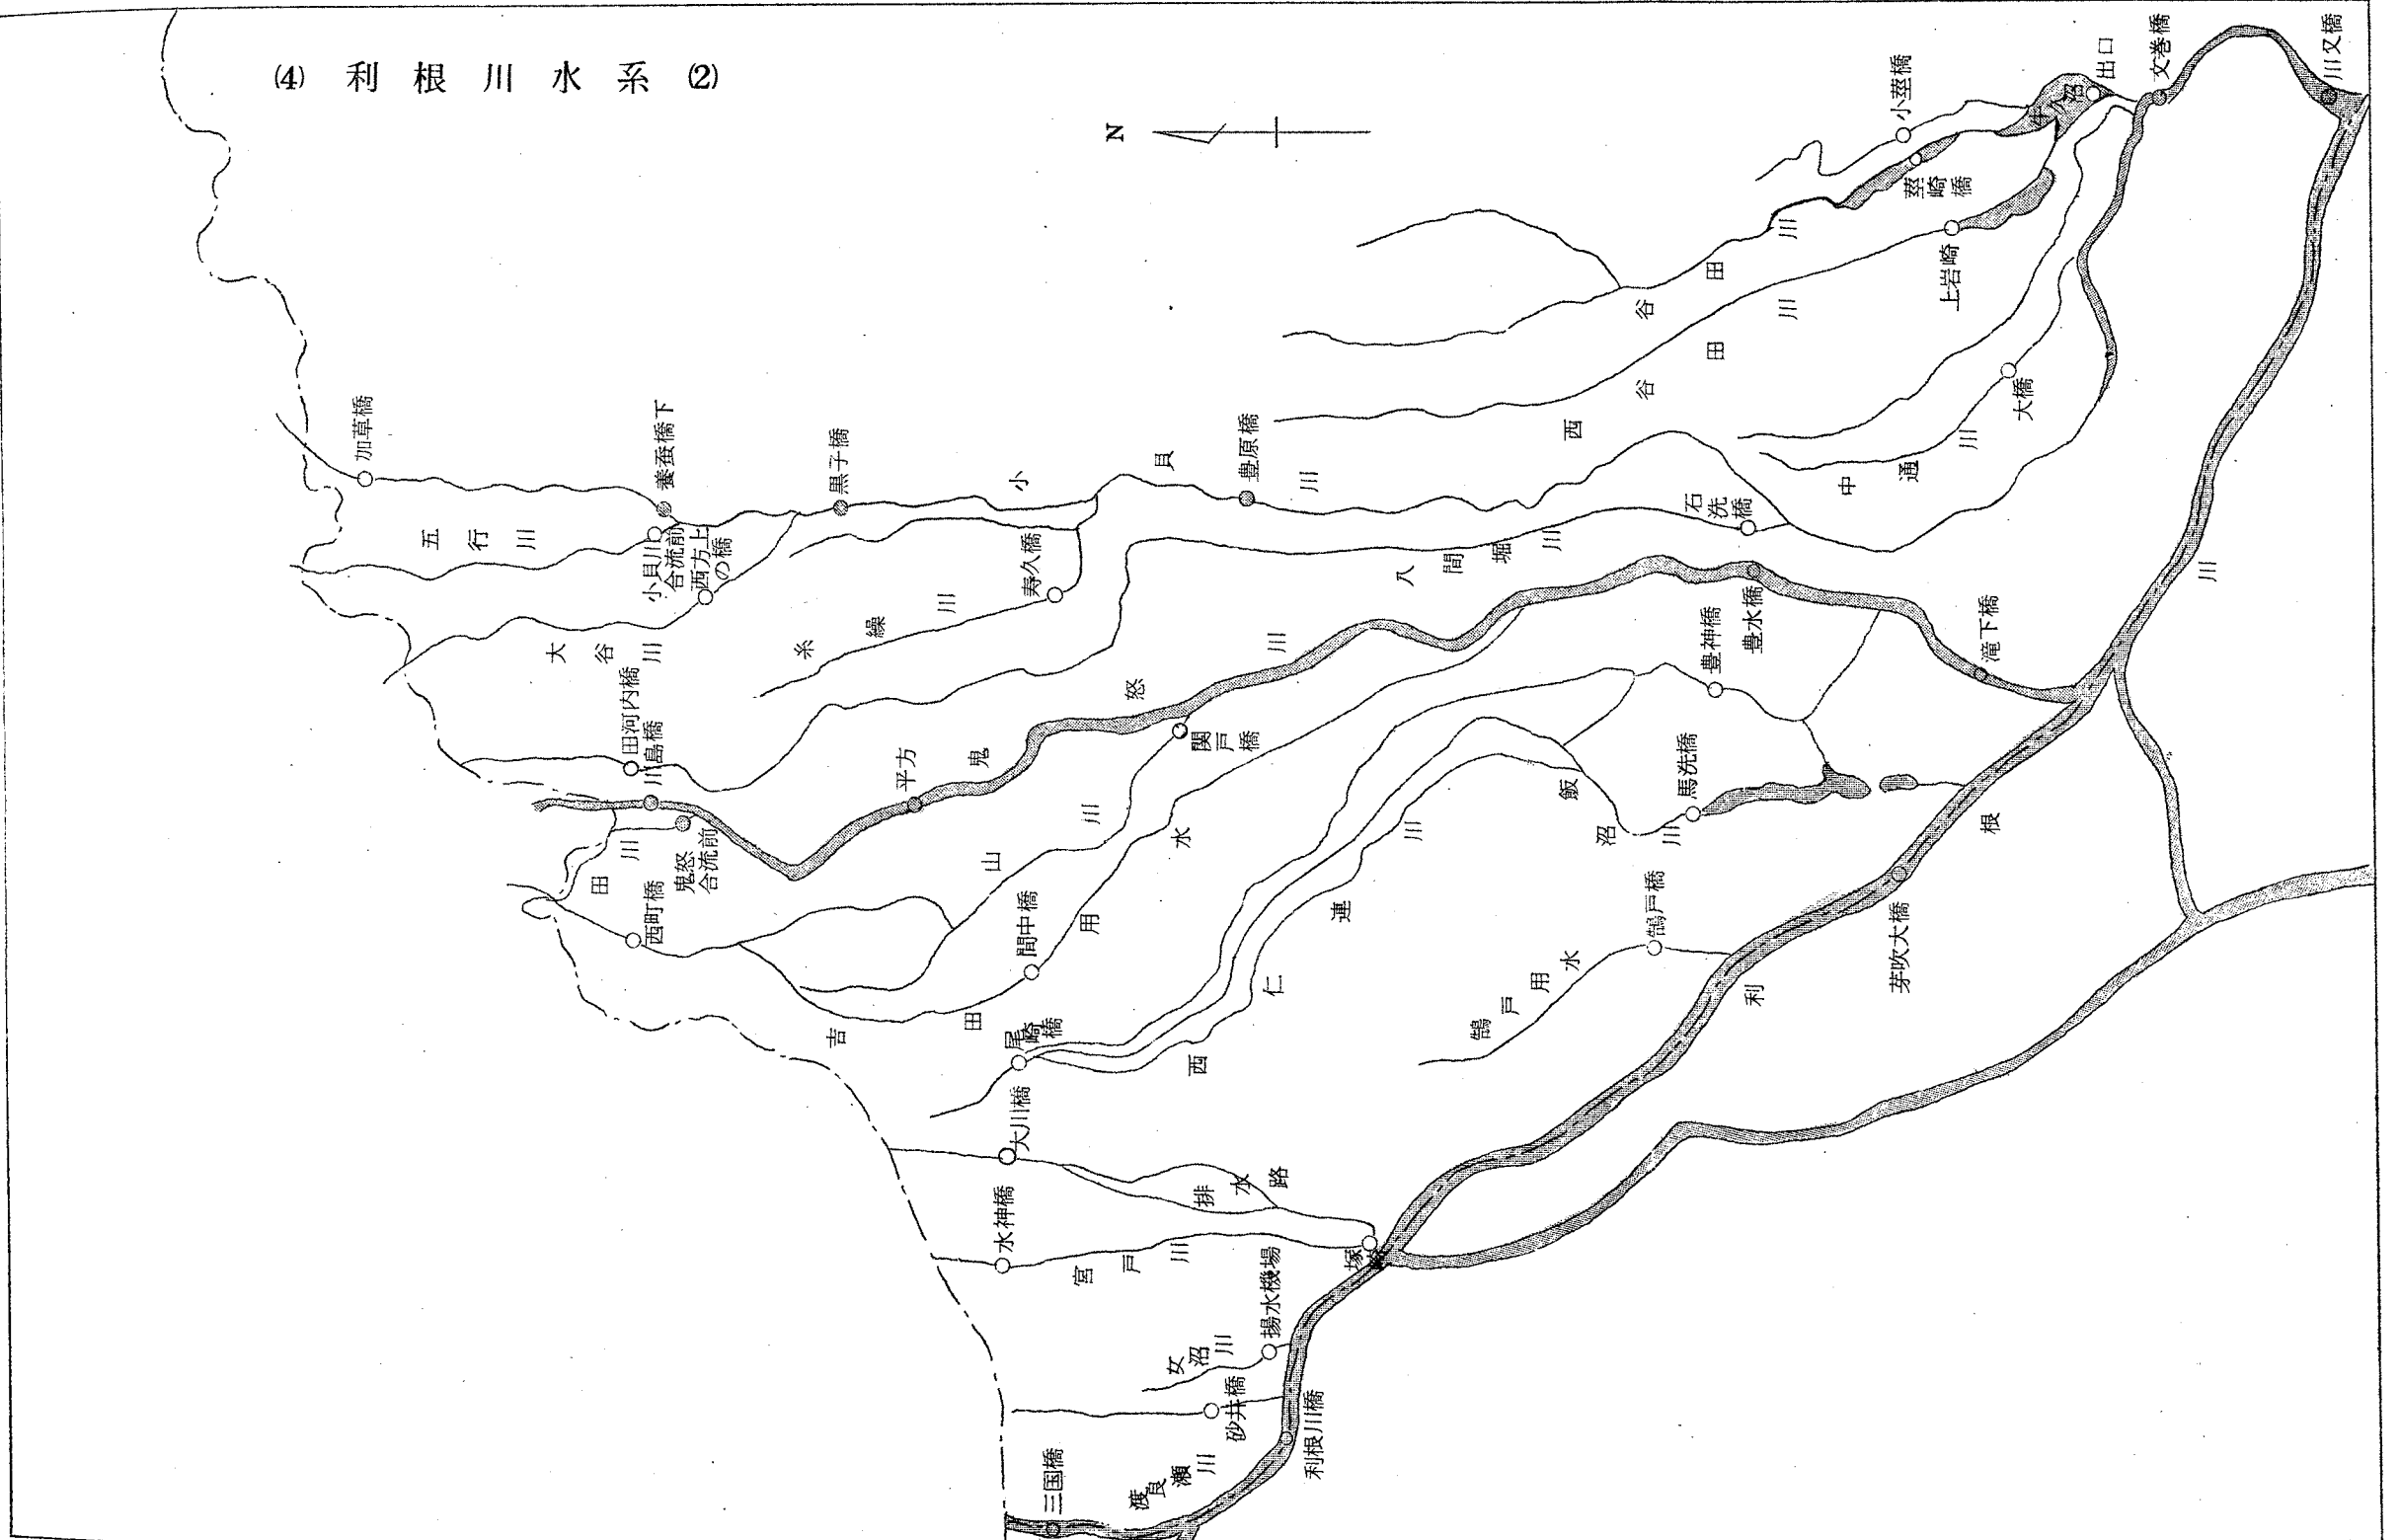 (4) 利根川水系 (2)
N
加草橋
養蚕橋下
黒子橋
五行川
小貝川合流前
西方上の橋
大谷川
田河内橋
川島橋
鬼怒合流前
田川
西町橋
小貝川
豊原橋
糸繰川
寿久橋
八間堀川
石洗橋
鬼怒川
平方
関戸橋
豊水橋
滝下橋
山川
吉田用水
間中橋
尾崎橋
西仁連川
飯沼川
豊神橋
馬洗橋
鵠戸用水
鵠戸橋
大川橋
水神橋
宮戸川
排水路
塚崎
揚水機場
女沼川
砂井橋
利根川橋
渡良瀬川
三国橋
利根川
芽吹大橋
谷田川
西谷田川
中通川
大橋
上岩崎
茎崎橋
小茎橋
牛久沼
出口
文巻橋
川又橋